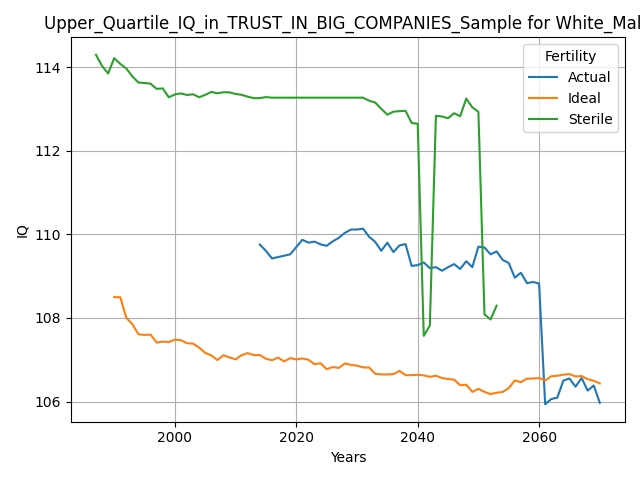 Upper_Quartile_IQ_in_TRUST_IN_BIG_COMPANIES_Sample for White_Mal
Fertility
Actual
Ideal
Sterile
114
112
110
108
106
IQ
2000
2020
2040
2060
Years